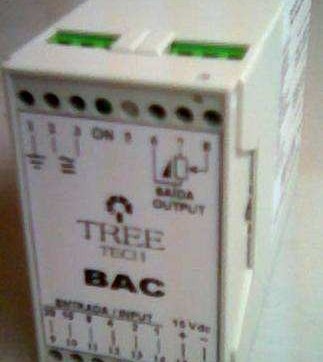 1 2 3 ON 5 6 7 8
SAÍDA
OUTPUT
TREE
TECH
BAC
ENTRADA / INPUT
15 Vdc
+ -